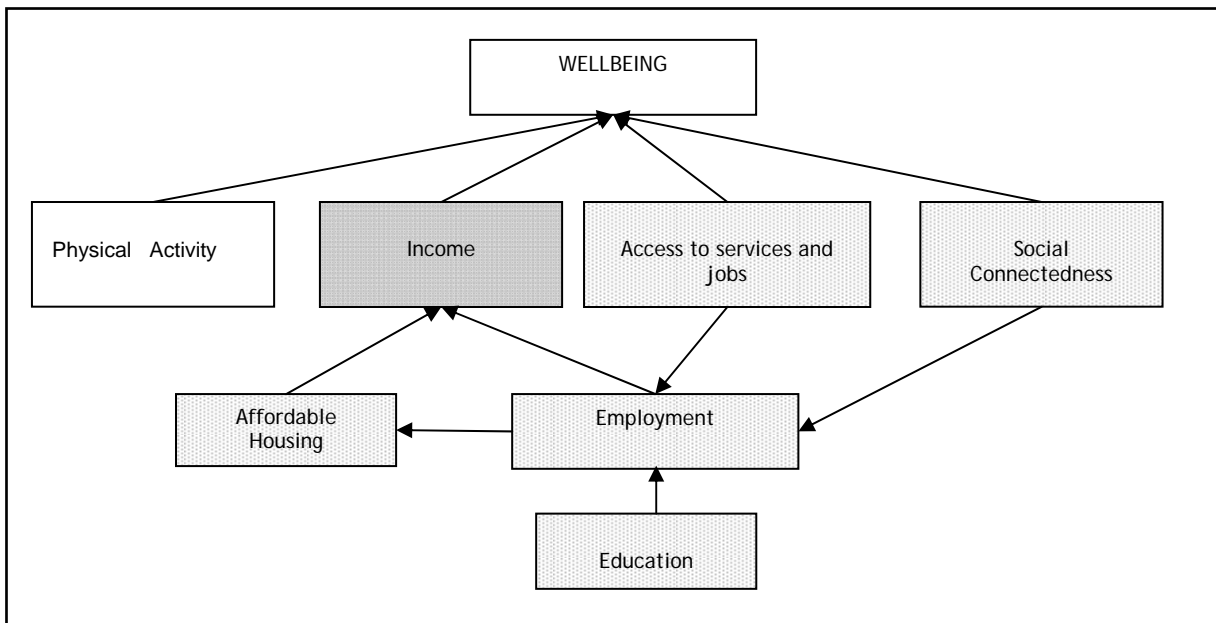 WELLBEING
Physical Activity
Income
Access to services and
jobs
Social
Connectedness
Affordable
Housing
Employment
Education